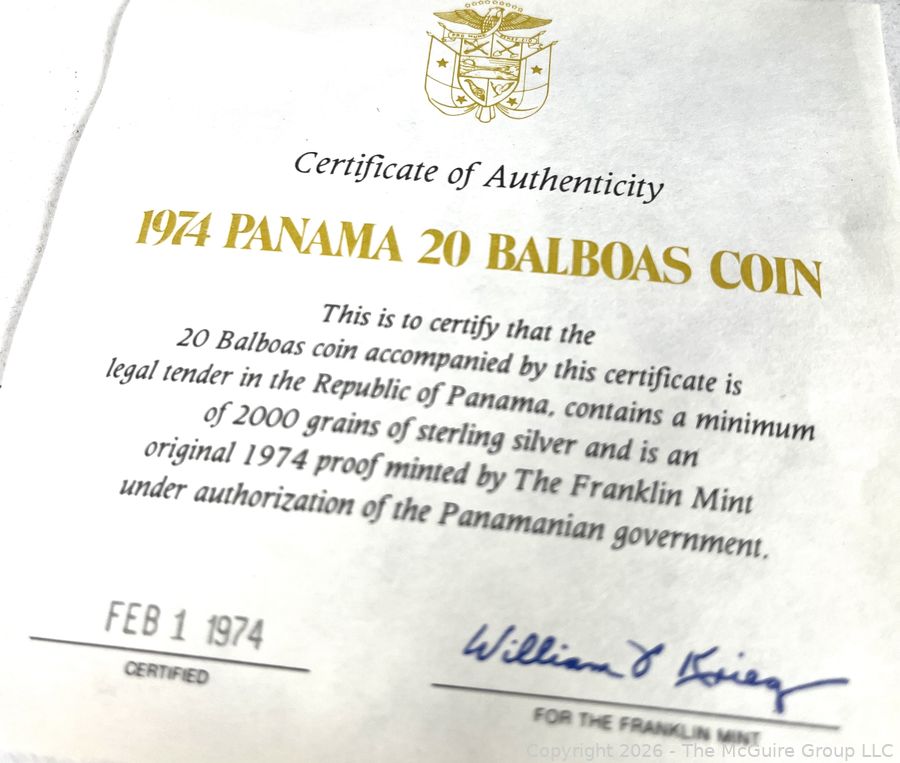 Certificate of Authenticity
1974 PANAMA 20 BALBOAS COIN
This is to certify that the
20 Balboas coin accompanied by this certificate is
legal tender in the Republic of Panama, contains a minimum
of 2000 grains of sterling silver and is an
original 1974 proof minted by The Franklin Mint
under authorization of the Panamanian government.
FEB 1 1974
CERTIFIED
William Krieg
FOR THE FRANKLIN MINT
Copyright 2026 - The McGuire Group LLC